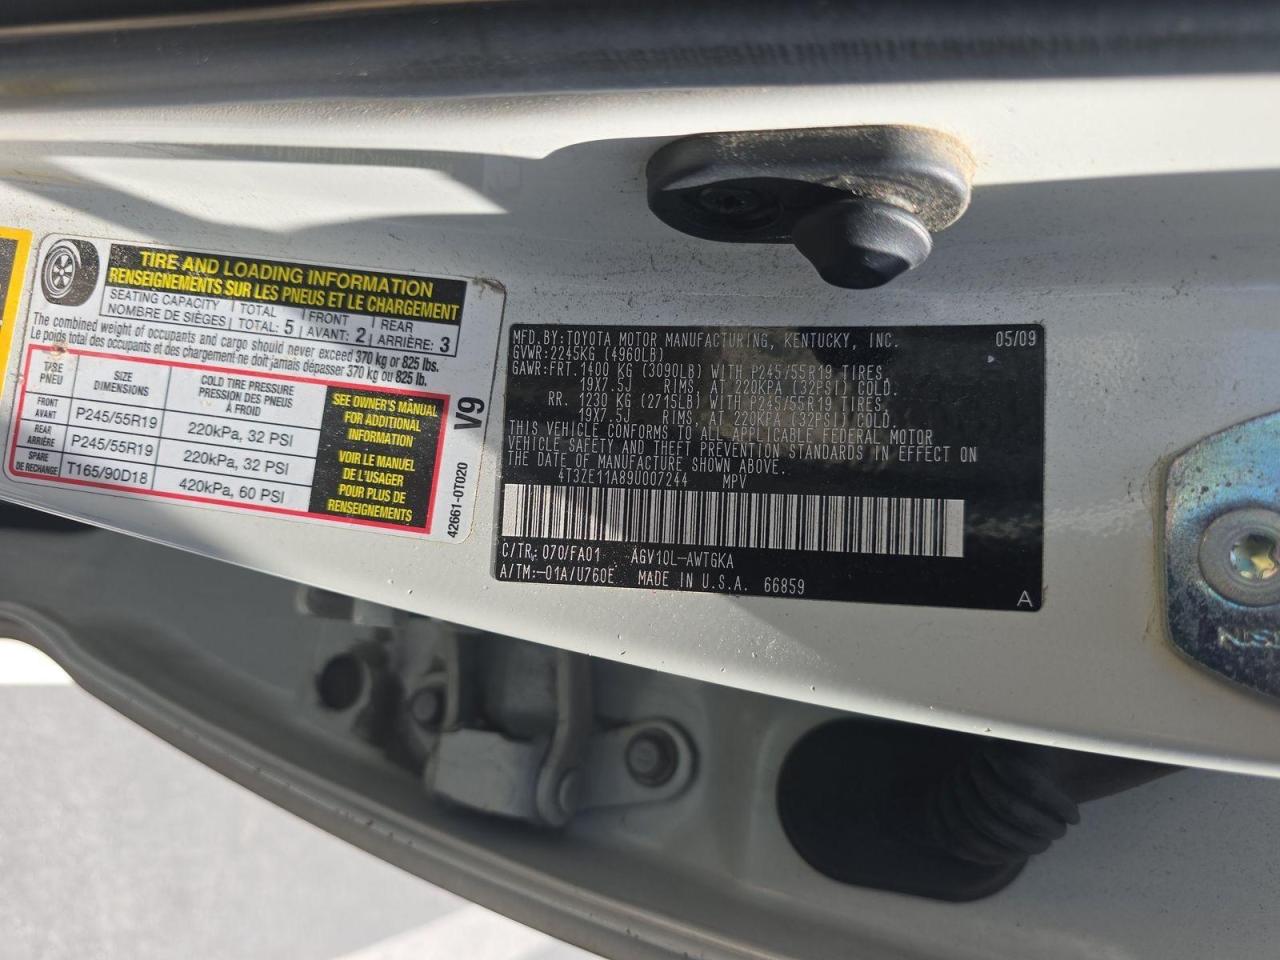 TIRE AND LOADING INFORMATION
RENSEIGNEMENTS SUR LES PNEUS ET LE CHARGEMENT
SEATING CAPACITY
NOMBRE DE SIÈGES
TOTAL
TOTAL: 5
FRONT
AVANT: 2
REAR
ARRIÈRE: 3
The combined weight of occupants and cargo should never exceed 370 kg or 825 lbs.
Le poids total des occupants et des chargement ne doit jamais dépasser 370 kg ou 825 lb.
TIRE
PNEU
SIZE
DIMENSIONS
COLD TIRE PRESSURE
PRESSION DES PNEUS
À FROID
FRONT
AVANT
P245/55R19
220kPa, 32 PSI
REAR
ARRIÈRE
P245/55R19
220kPa, 32 PSI
SPARE
DE RECHANGE
T165/90D18
420kPa, 60 PSI
SEE OWNER'S MANUAL
FOR ADDITIONAL
INFORMATION
VOIR LE MANUEL
DE L'USAGER
POUR PLUS DE
RENSEIGNEMENTS
V9
42661-0T020
MFD.BY:TOYOTA MOTOR MANUFACTURING, KENTUCKY, INC. 05/09
GVWR:2245KG (4960LB)
GAWR:FRT.1400 KG (3090LB) WITH P245/55R19 TIRES,
19X7.5J RIMS, AT 220KPA (32PSI) COLD.
RR. 1230 KG (2715LB) WITH P245/55R19 TIRES,
19X7.5J RIMS, AT 220KPA (32PSI) COLD.
THIS VEHICLE CONFORMS TO ALL APPLICABLE FEDERAL MOTOR
VEHICLE SAFETY AND THEFT PREVENTION STANDARDS IN EFFECT ON
THE DATE OF MANUFACTURE SHOWN ABOVE.
4T3ZE11A89U007244 MPV
C/TR: 070/FA01 AGV10L-AWTGKA
A/TM:-01A/U760E MADE IN U.S.A. 66859
A